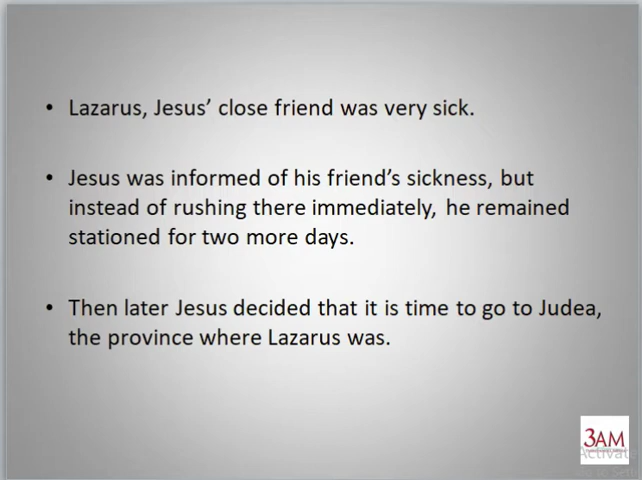 • Lazarus, Jesus’ close friend was very sick.
• Jesus was informed of his friend’s sickness, but
instead of rushing there immediately, he remained
stationed for two more days.
• Then later Jesus decided that it is time to go to Judea,
the province where Lazarus was.
3AM
Activate